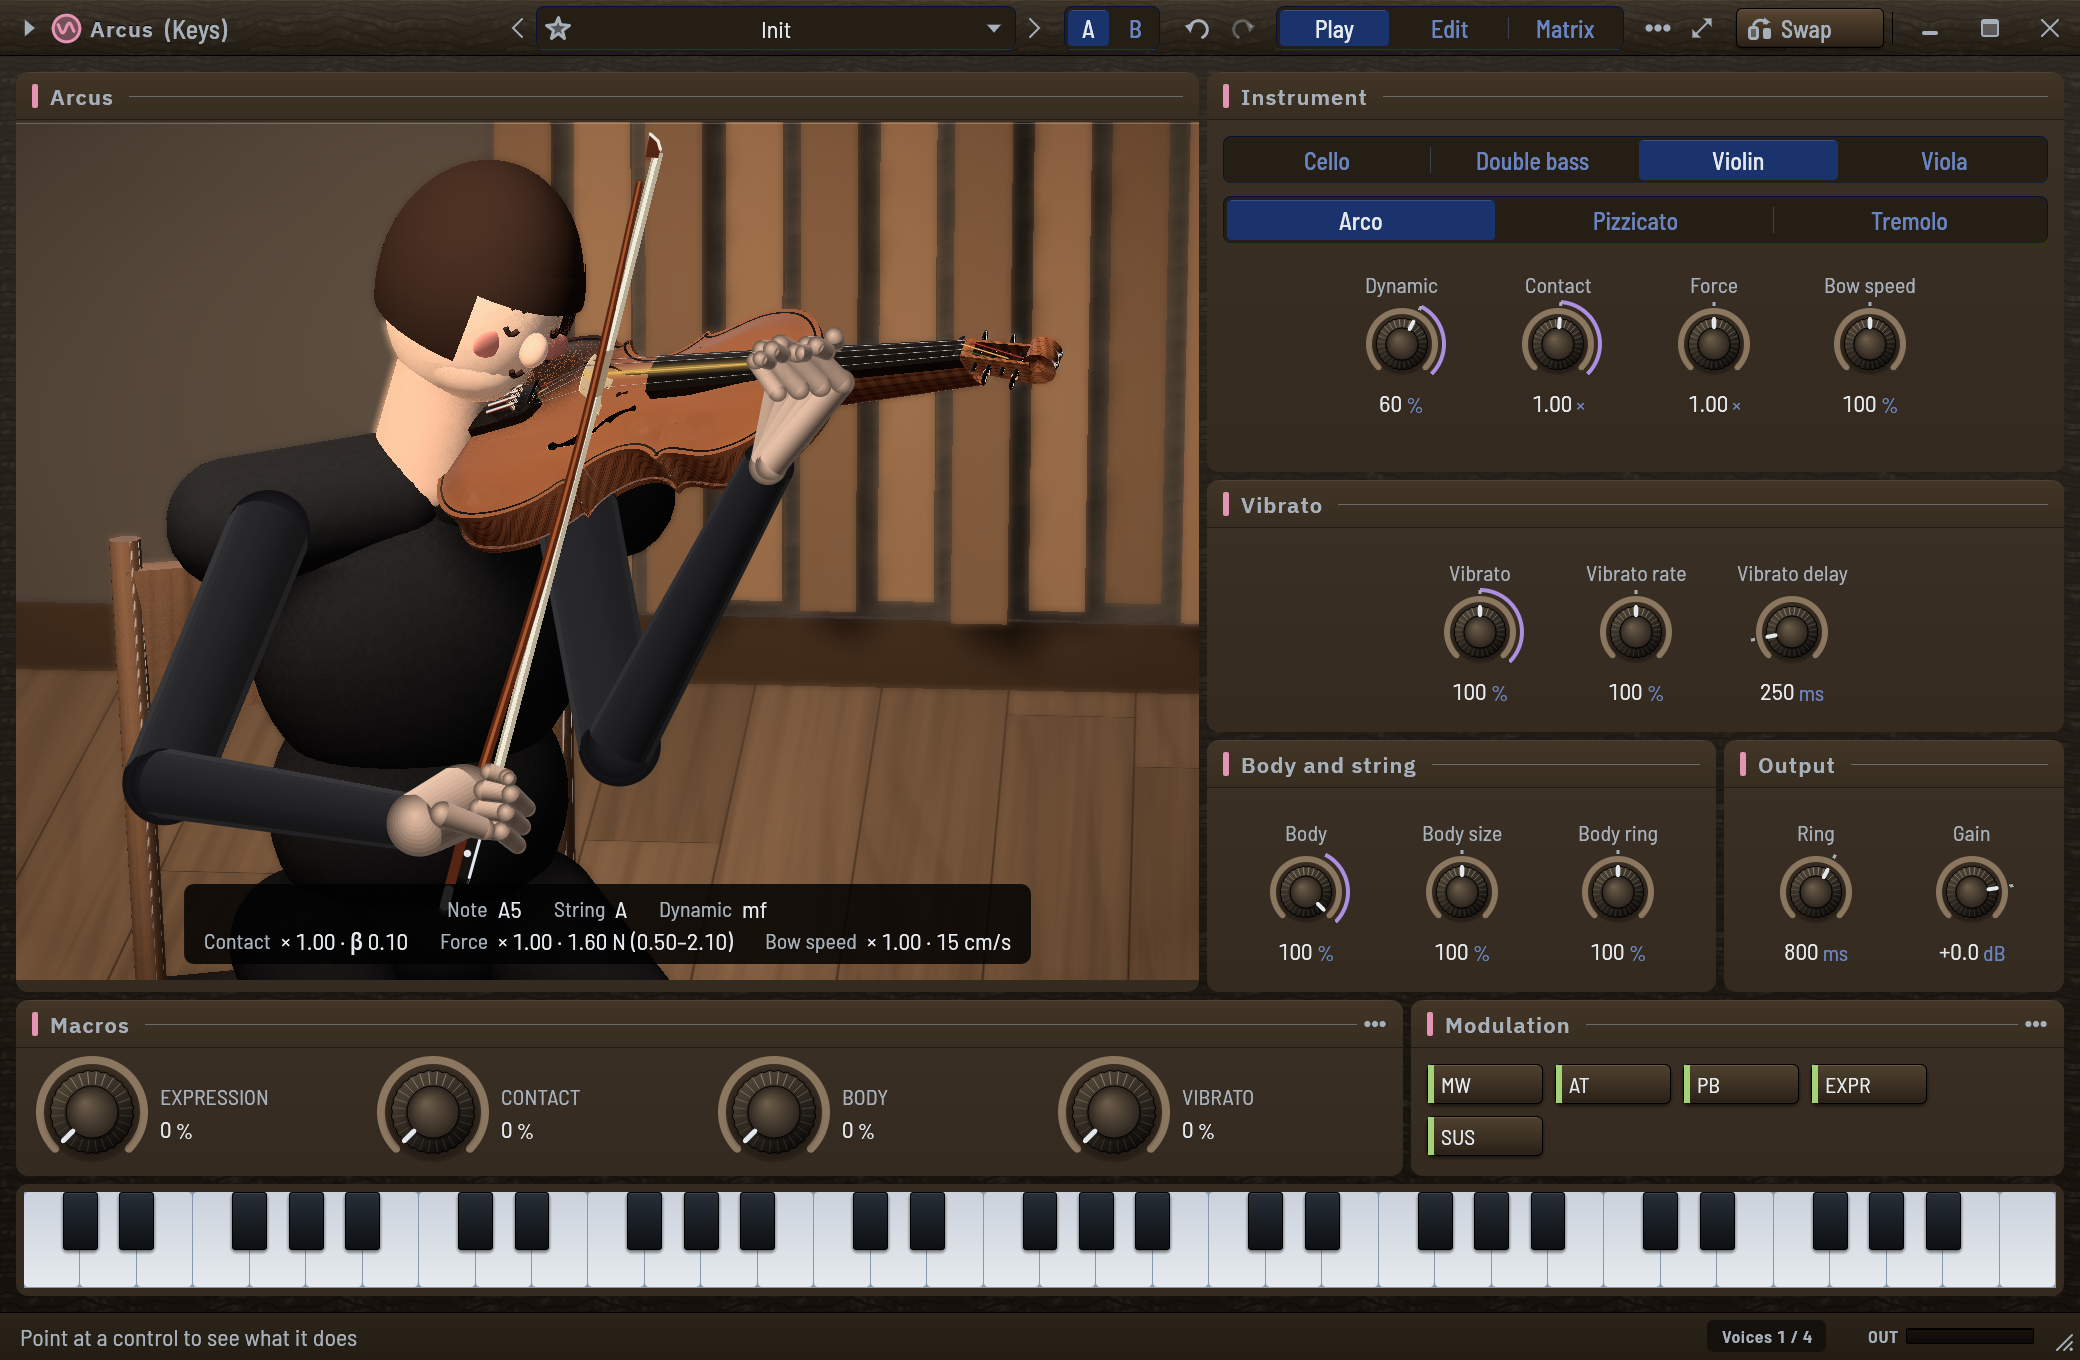 Arcus (Keys)
Init
A B
Play Edit Matrix
Swap
Arcus
Instrument
Cello Double bass Violin Viola
Arco Pizzicato Tremolo
Dynamic Contact Force Bow speed
60 % 1.00 × 1.00 × 100 %
Vibrato
Vibrato Vibrato rate Vibrato delay
100 % 100 % 250 ms
Body and string
Body Body size Body ring
100 % 100 % 100 %
Output
Ring Gain
800 ms +0.0 dB
Note A5 String A Dynamic mf
Contact × 1.00 · β 0.10 Force × 1.00 · 1.60 N (0.50–2.10) Bow speed × 1.00 · 15 cm/s
Macros
EXPRESSION
0 %
CONTACT
0 %
BODY
0 %
VIBRATO
0 %
Modulation
MW AT PB EXPR
SUS
Point at a control to see what it does
Voices 1 / 4
OUT